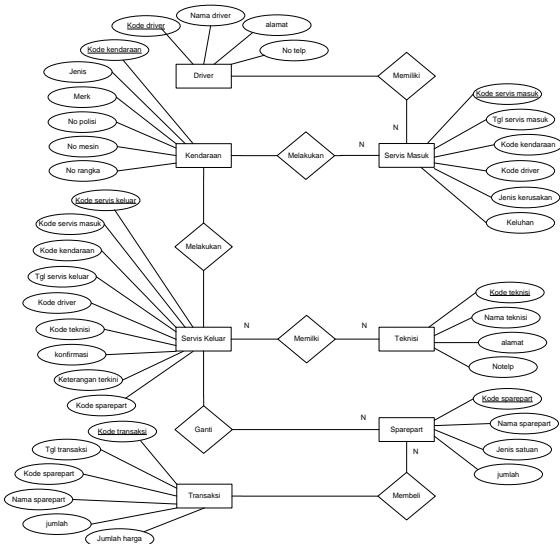 Nama driver
Kode driver
alamat
Kode kendaraan
No telp
Jenis
Driver
Memiliki
Kode servis masuk
Merk
Tgl servis masuk
No polisi
N
N
Kode kendaraan
No mesin
Kendaraan
Melakukan
Servis Masuk
Kode driver
No rangka
Jenis kerusakan
Kode servis keluar
Keluhan
Kode servis masuk
Kode kendaraan
Melakukan
Tgl servis keluar
Kode teknisi
Kode driver
Nama teknisi
Kode teknisi
N
N
Servis Keluar
Memilki
Teknisi
alamat
konfirmasi
Notelp
Keterangan terkini
Kode sparepart
Kode sparepart
N
Nama sparepart
Kode transaksi
Ganti
Sparepart
Tgl transaksi
Jenis satuan
N
Kode sparepart
jumlah
Nama sparepart
Transaksi
Membeli
jumlah
Jumlah harga